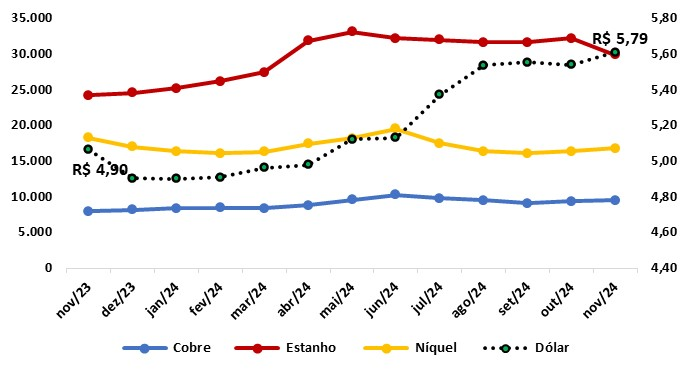 35.000
30.000
25.000
20.000
15.000
10.000
5.000
0
5,80
5,60
5,40
5,20
5,00
4,80
4,60
4,40
R$ 4,90
R$ 5,79
nov/23
dez/23
jan/24
fev/24
mar/24
abr/24
mai/24
jun/24
jul/24
ago/24
set/24
out/24
nov/24
Cobre Estanho Níquel Dólar